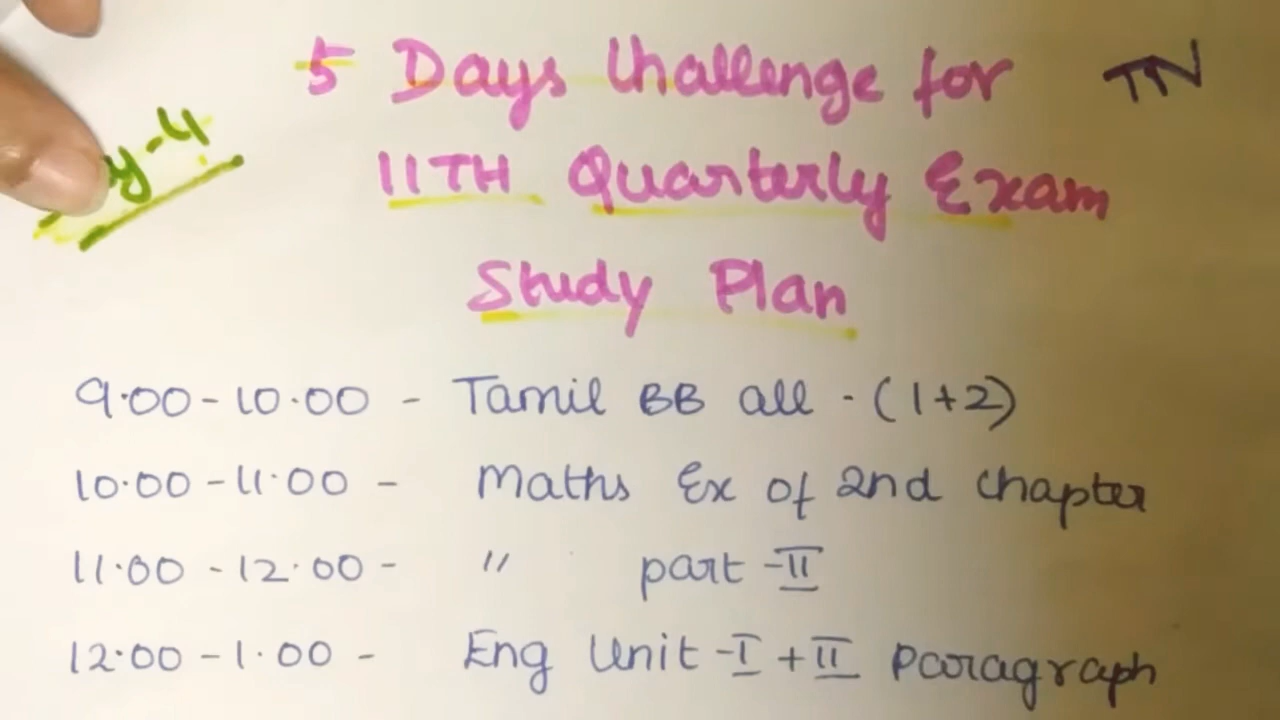 5 Days Challenge for TN
y-4
11TH Quarterly Exam
Study Plan
9.00-10.00 - Tamil BB all - (1+2)
10.00-11.00 - Maths Ex of 2nd chapter
11.00-12.00 - " part-II
12.00-1.00 - Eng Unit-I+II paragraph